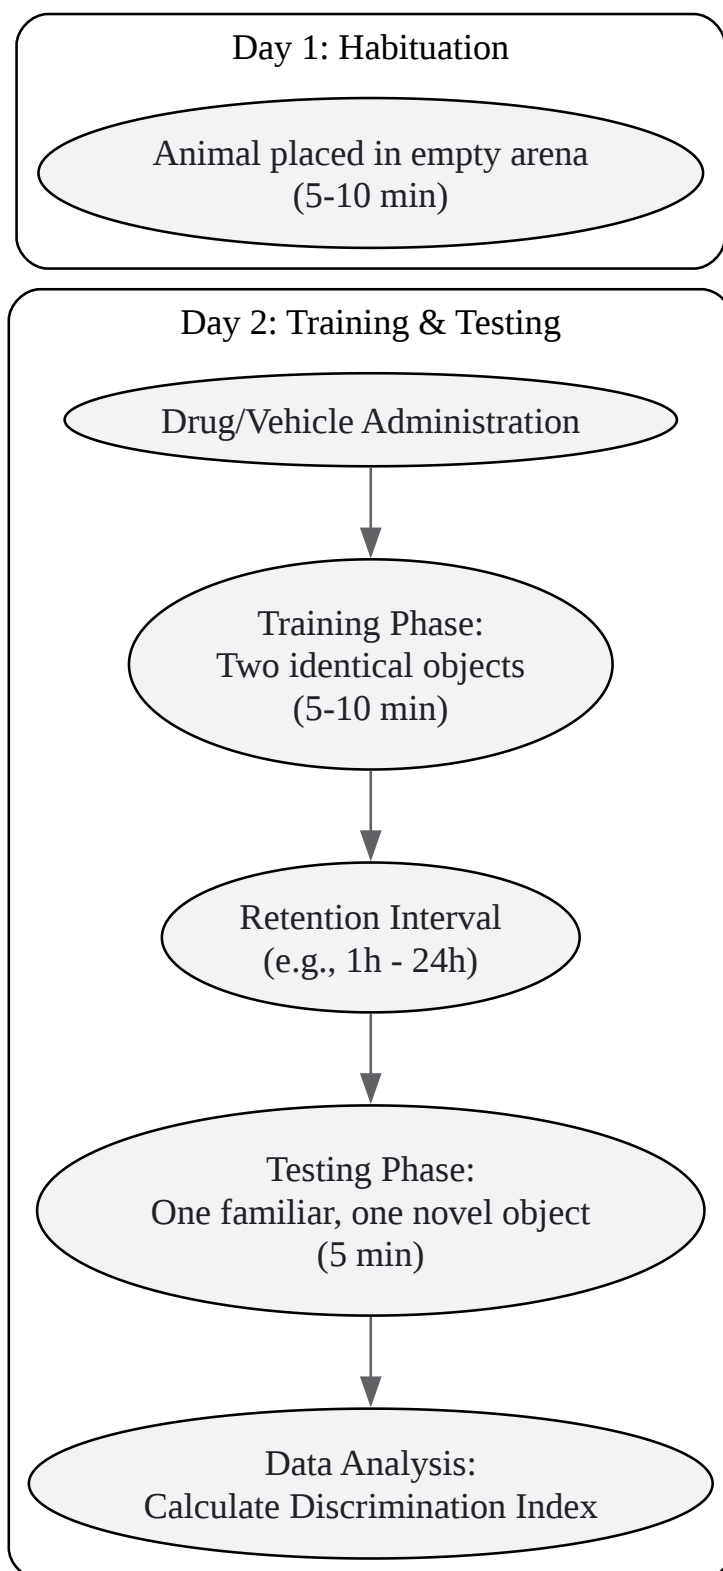 Day 1: Habituation
Animal placed in empty arena
(5-10 min)
Day 2: Training & Testing
Drug/Vehicle Administration
Training Phase:
Two identical objects
(5-10 min)
Retention Interval
(e.g., 1h - 24h)
Testing Phase:
One familiar, one novel object
(5 min)
Data Analysis:
Calculate Discrimination Index